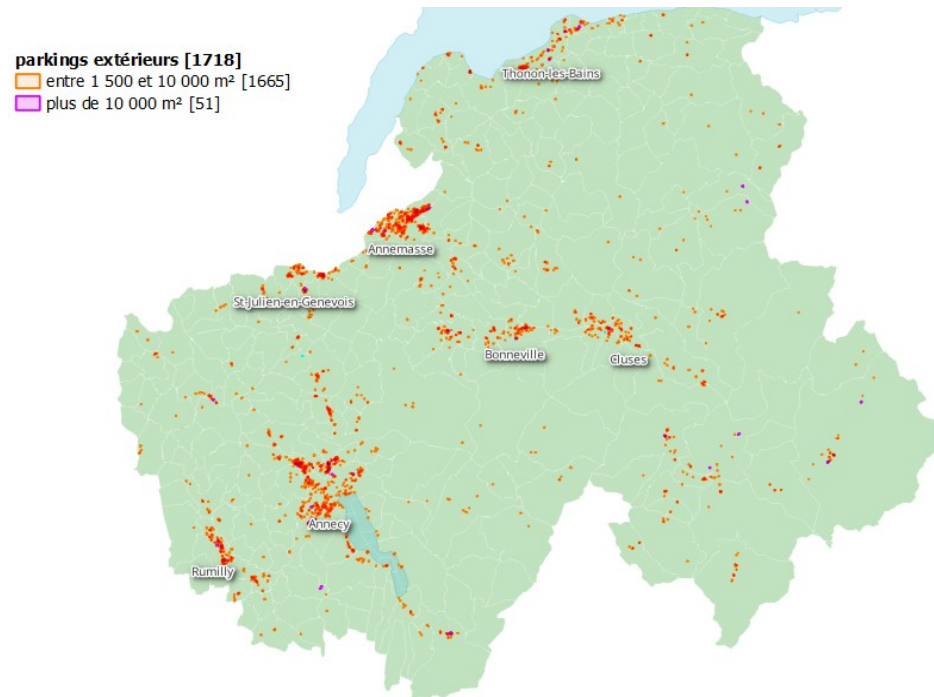 parkings extérieurs [1718]
entre 1 500 et 10 000 m² [1665]
plus de 10 000 m² [51]
Thonon-les-Bains
Annemasse
St-Julien-en-Genevois
Bonneville
Cluses
Annecy
Rumilly